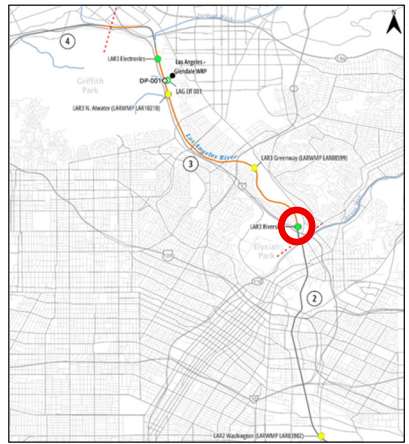 N
4
LAR3 Electronics
Los Angeles -
Glendale WRP
DP-001
Griffith
Park
LAG Eff 001
LAR3 N. Atwater (LARWMP LAR10210)
Los Angeles River
3
LAR3 Greenway (LARWMP LAR08599)
LAR3 Rivers
Elysian
Park
2
LAR2 Washington (LARWMP LAR03902)